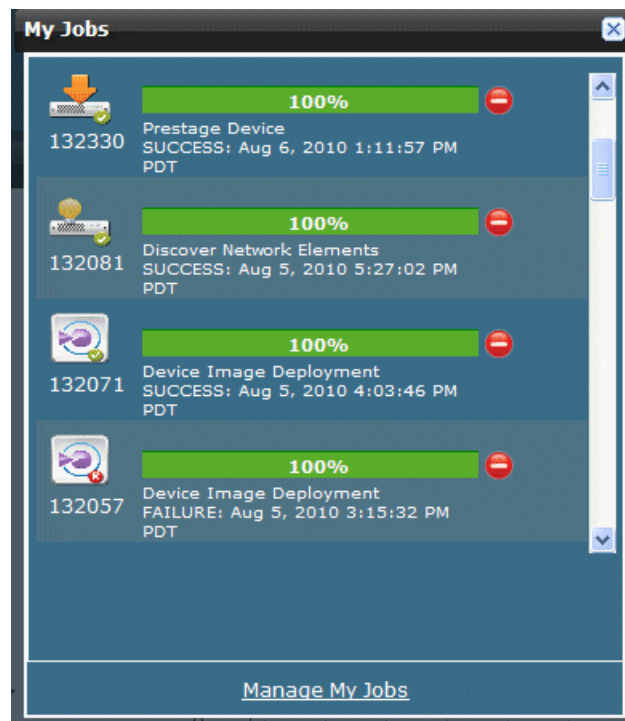 My Jobs
100%
132330
Prestage Device
SUCCESS: Aug 6, 2010 1:11:57 PM
PDT
100%
132081
Discover Network Elements
SUCCESS: Aug 5, 2010 5:27:02 PM
PDT
100%
132071
Device Image Deployment
SUCCESS: Aug 5, 2010 4:03:46 PM
PDT
100%
132057
Device Image Deployment
FAILURE: Aug 5, 2010 3:15:32 PM
PDT
Manage My Jobs